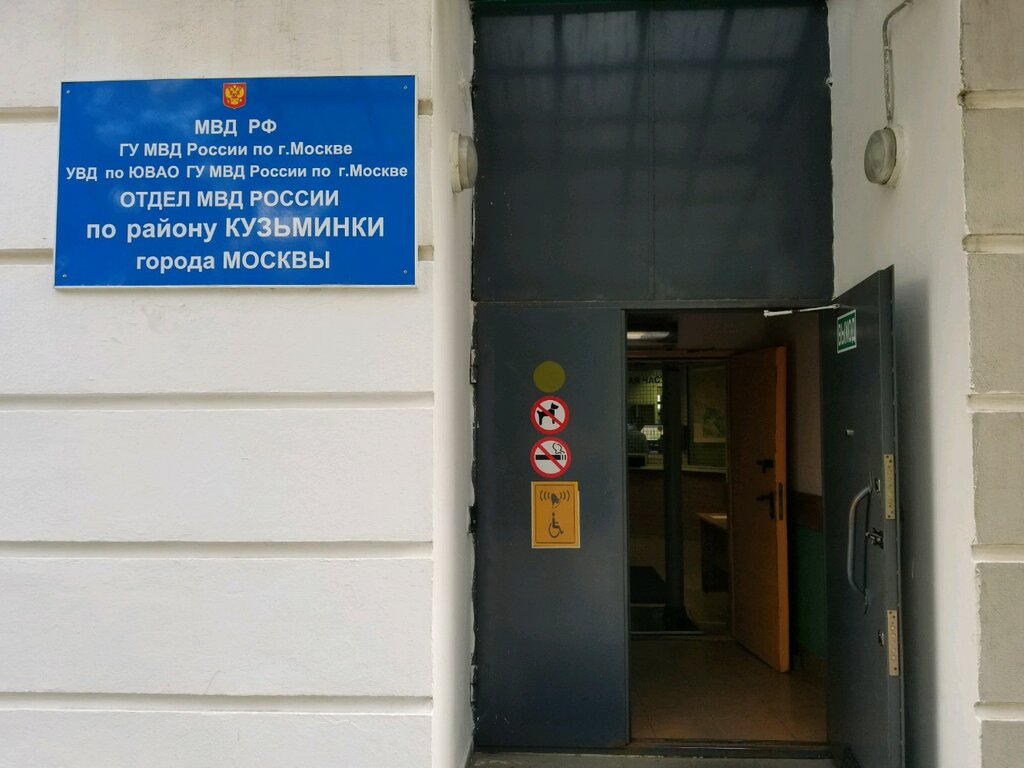 МВД РФ
ГУ МВД России по г.Москве
УВД по ЮВАО ГУ МВД России по г.Москве
ОТДЕЛ МВД РОССИИ
по району КУЗЬМИНКИ
города МОСКВЫ
ВЫХОД